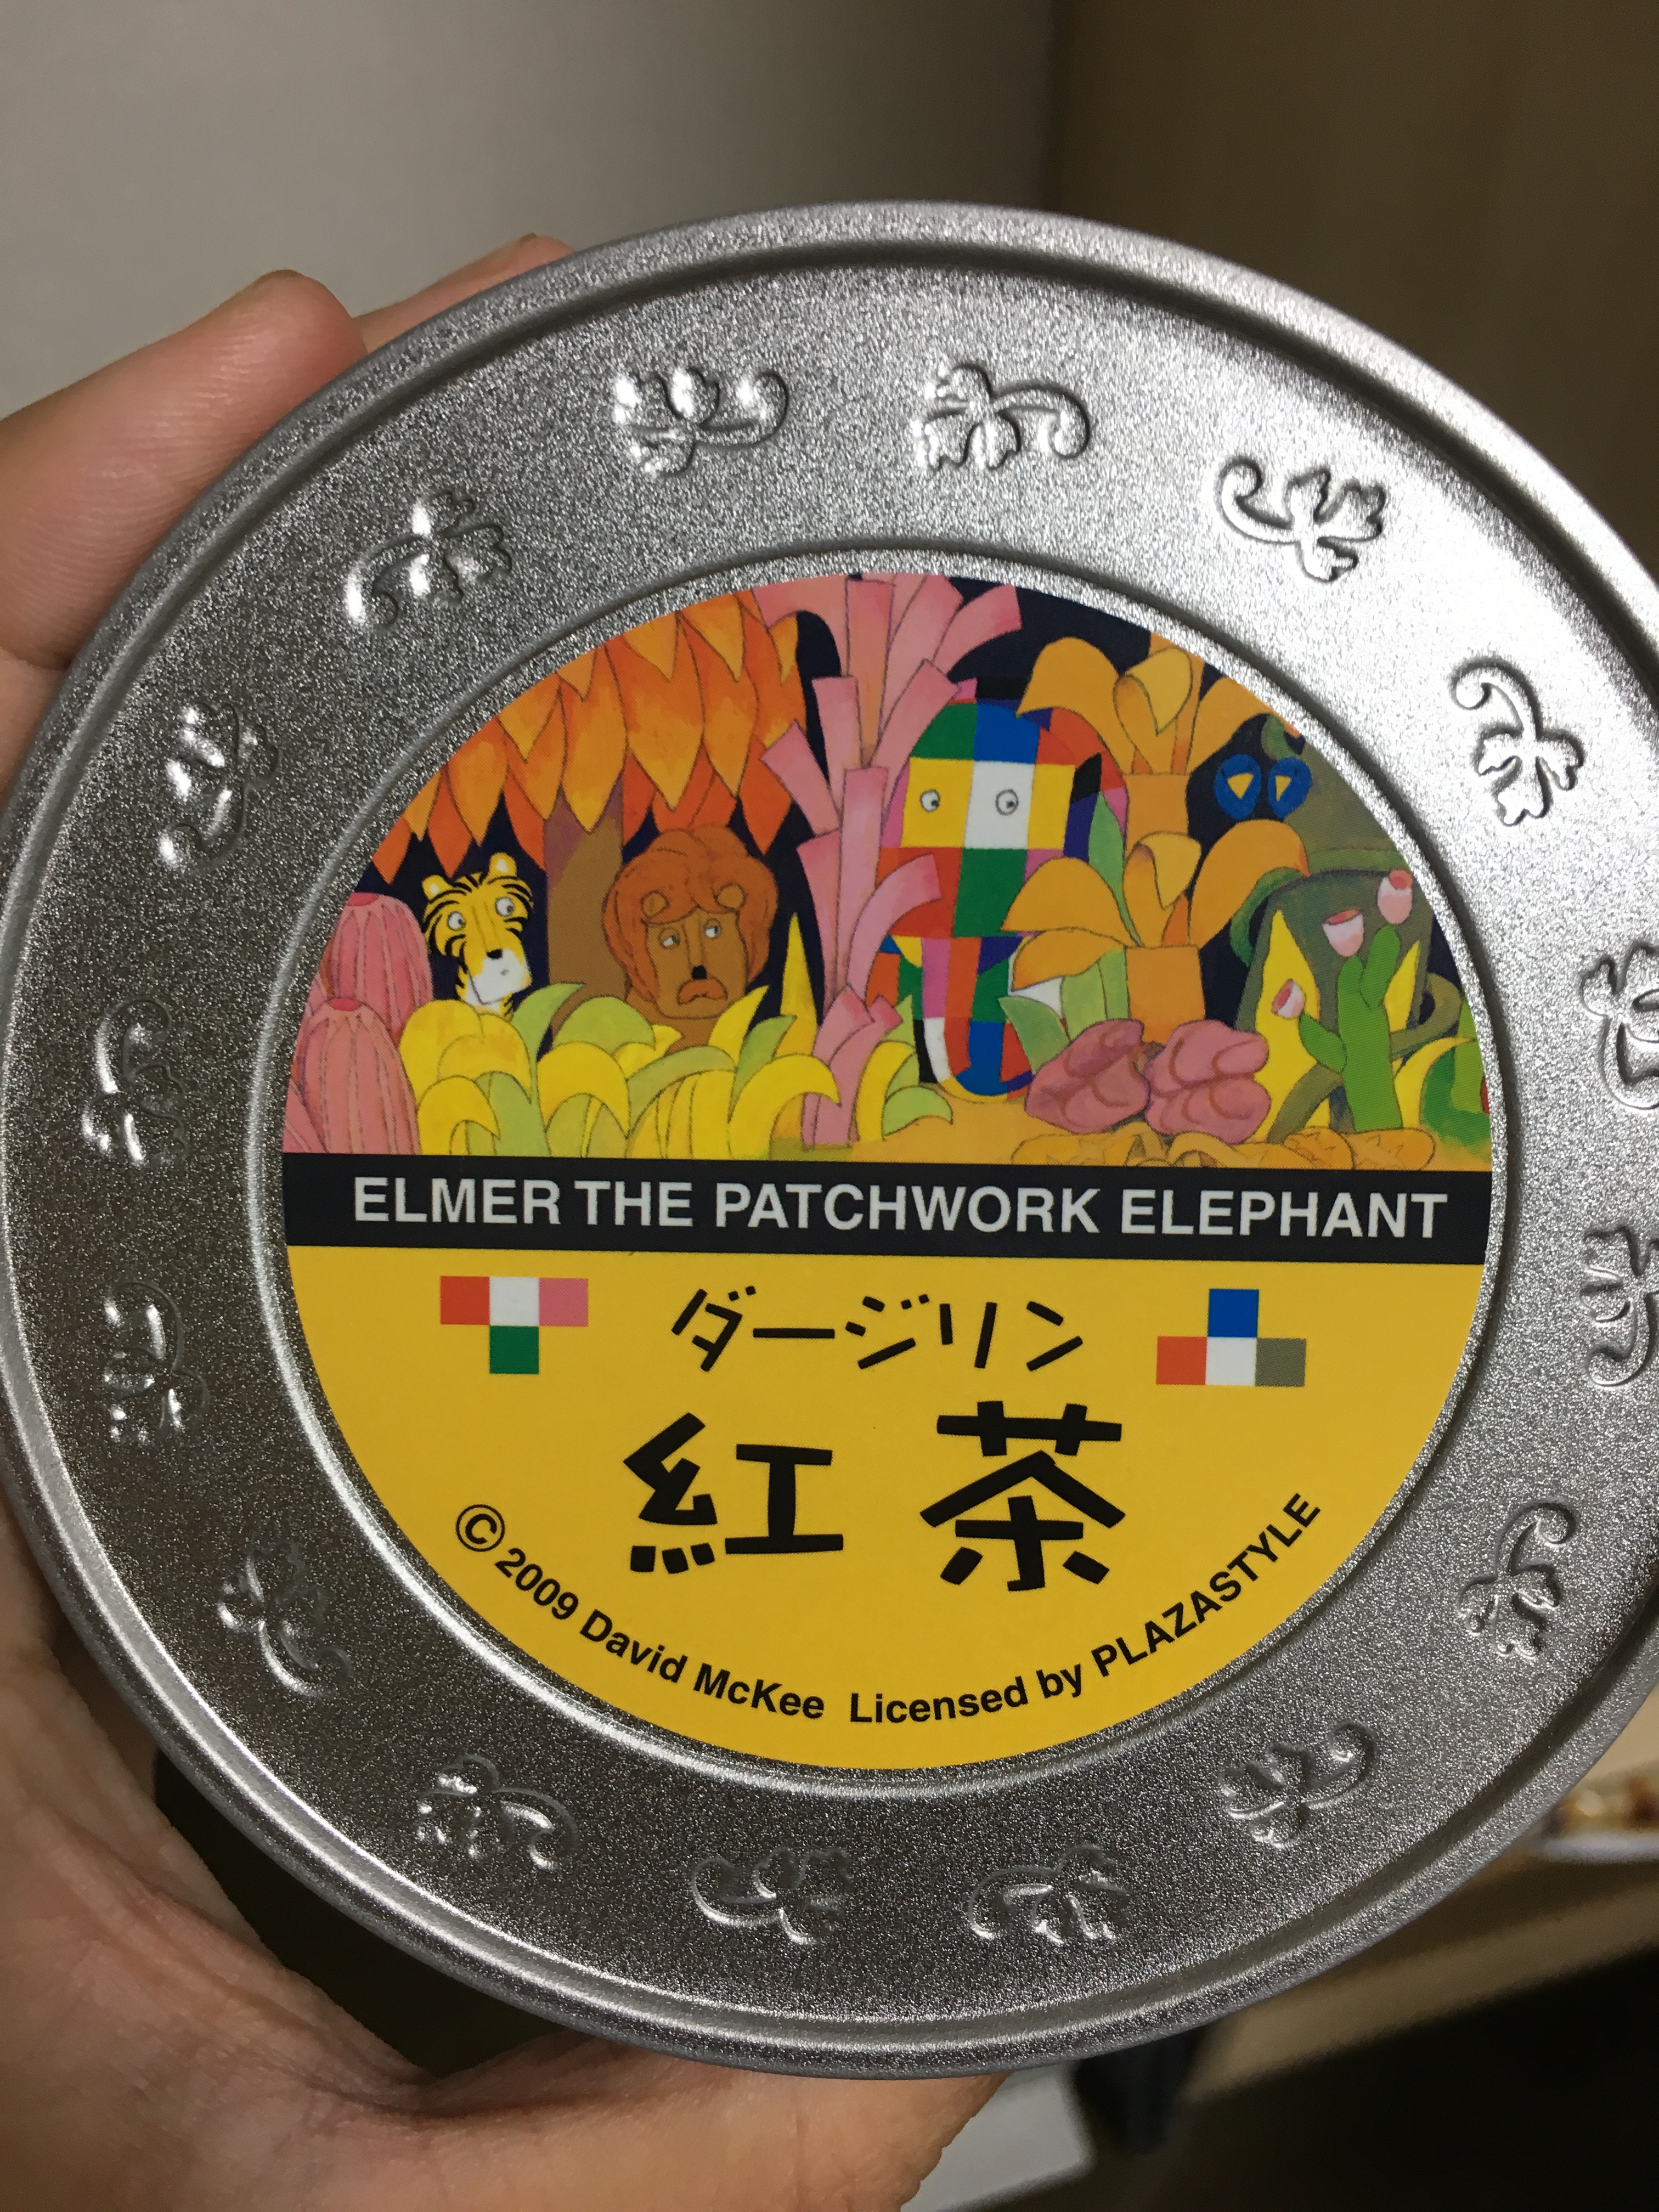 ELMER THE PATCHWORK ELEPHANT
ダージリン
紅茶
© 2009 David McKee Licensed by PLAZASTYLE